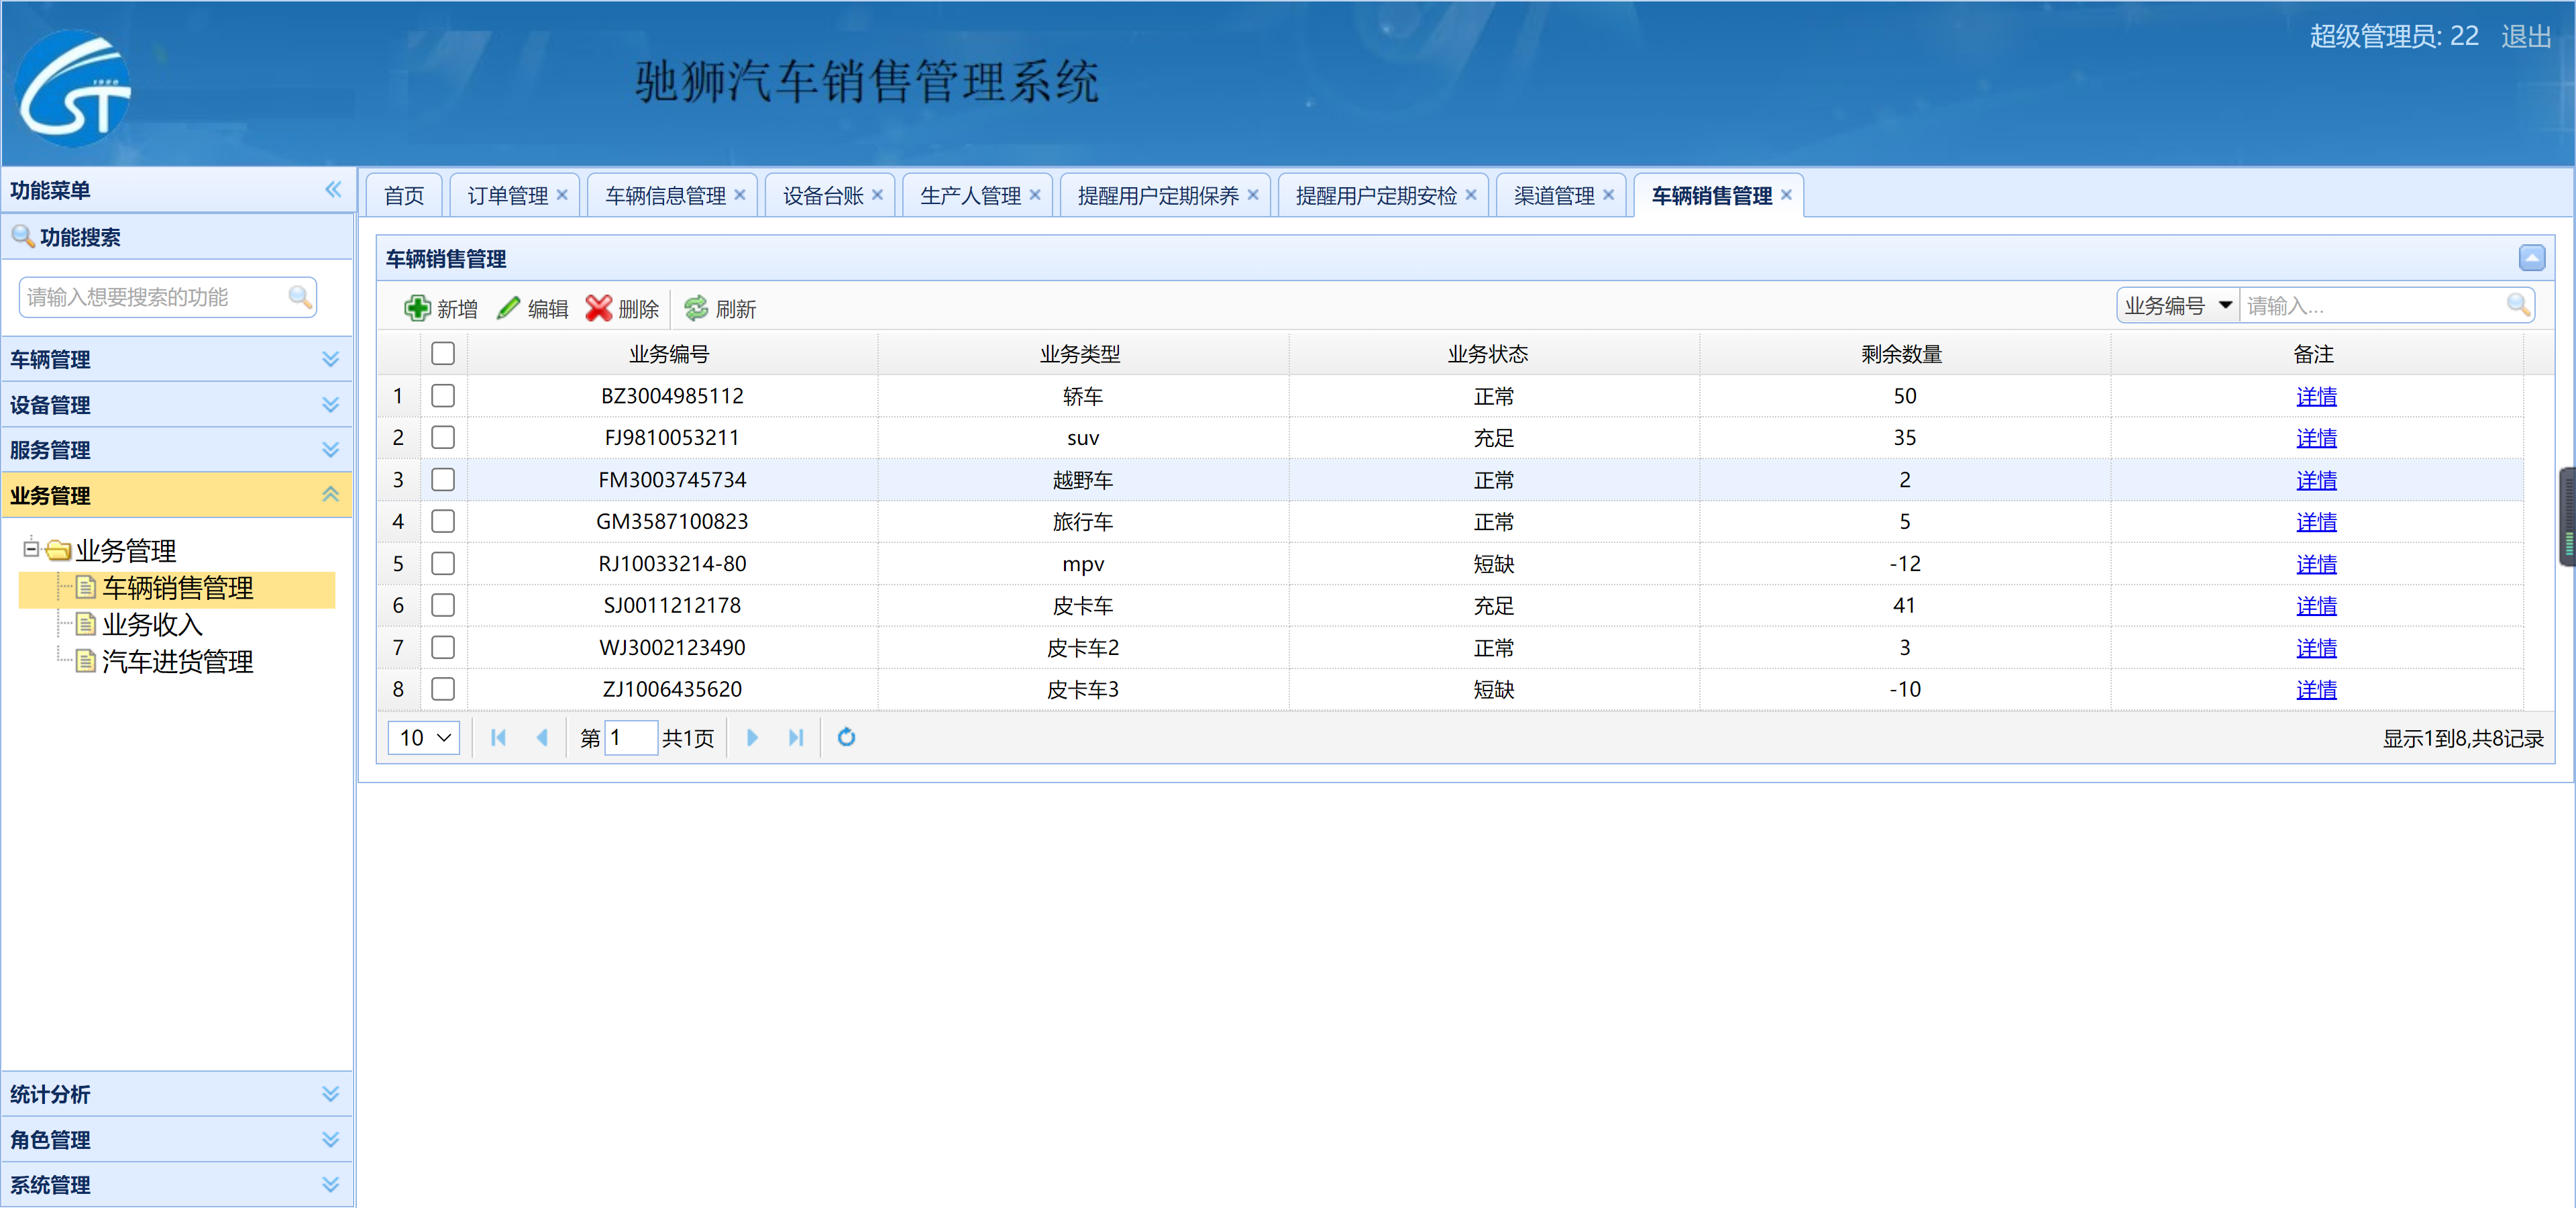 1990
ST
驰狮汽车销售管理系统
超级管理员: 22 退出
功能菜单
功能搜索
请输入想要搜索的功能
车辆管理
设备管理
服务管理
业务管理
业务管理
车辆销售管理
业务收入
汽车进货管理
统计分析
角色管理
系统管理
首页 订单管理 车辆信息管理 设备台账 生产人管理 提醒用户定期保养 提醒用户定期安检 渠道管理 车辆销售管理
车辆销售管理
新增 编辑 删除 刷新 业务编号 请输入...
业务编号 业务类型 业务状态 剩余数量 备注
1 BZ3004985112 轿车 正常 50 详情
2 FJ9810053211 suv 充足 35 详情
3 FM3003745734 越野车 正常 2 详情
4 GM3587100823 旅行车 正常 5 详情
5 RJ10033214-80 mpv 短缺 -12 详情
6 SJ0011212178 皮卡车 充足 41 详情
7 WJ3002123490 皮卡车2 正常 3 详情
8 ZJ1006435620 皮卡车3 短缺 -10 详情
10 第 1 共1页 显示1到8,共8记录